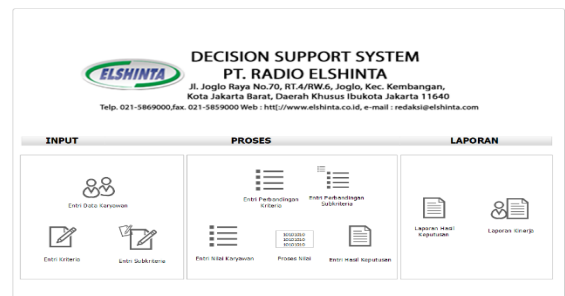 ELSHINTA
DECISION SUPPORT SYSTEM
PT. RADIO ELSHINTA
Jl. Joglo Raya No.70, RT.4/RW.6, Joglo, Kec. Kembangan,
Kota Jakarta Barat, Daerah Khusus Ibukota Jakarta 11640
Telp. 021-5869000,fax. 021-5859000 Web : htt[://www.elshinta.co.id, e-mail : redaksi@elshinta.com
INPUT
PROSES
LAPORAN
Entri Data Karyawan
Entri Kriteria
Entri Subkriteria
Entri Perbandingan
Kriteria
Entri Perbandingan
Subkriteria
Entri Nilai Karyawan
10101010
10101010
10101010
Proses Nilai
Entri Hasil Keputusan
Laporan Hasil
Keputusan
Laporan Kinerja